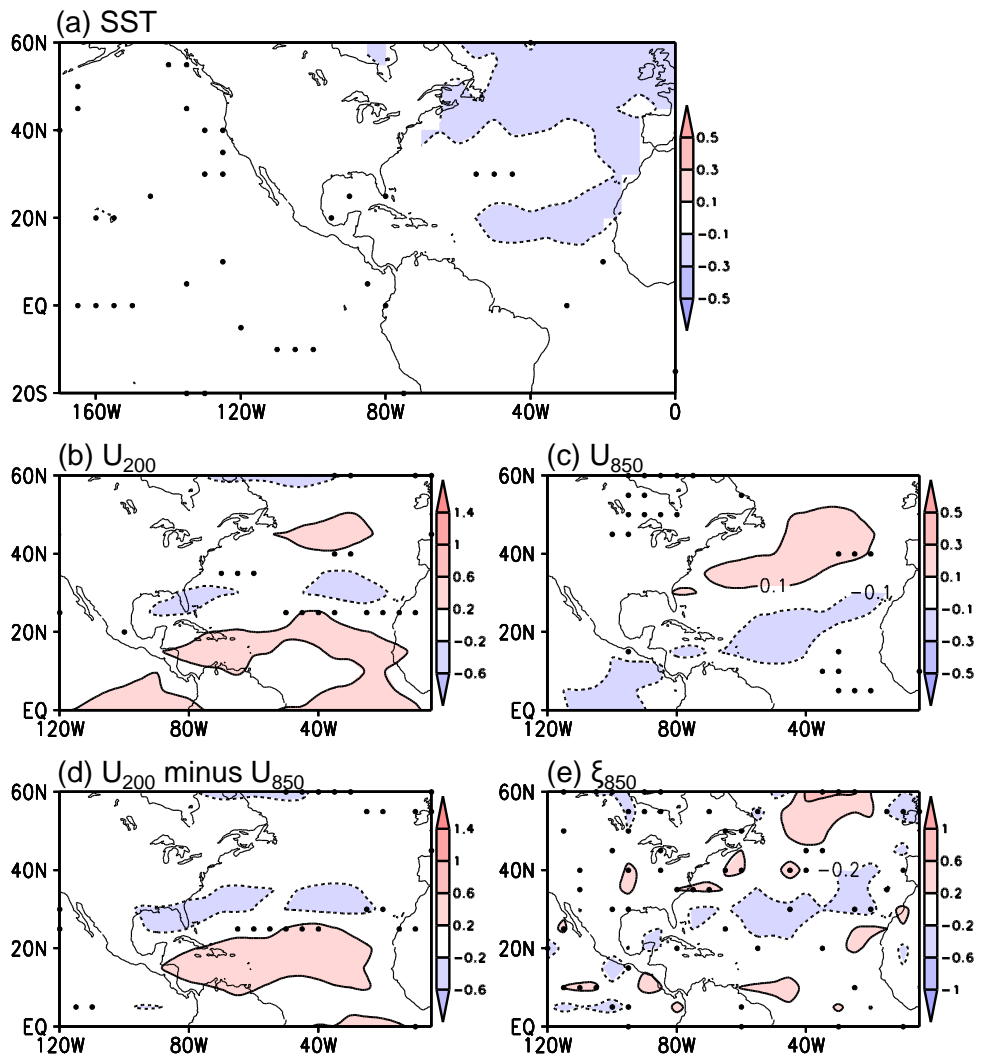 (a) SST
60N
40N
20N
EQ
20S
160W 120W 80W 40W 0
0.5
0.3
0.1
−0.1
−0.3
−0.5
(b) U200
60N
40N
20N
EQ
120W 80W 40W
1.4
1
0.6
0.2
−0.2
−0.6
(c) U850
60N
40N
20N
EQ
120W 80W 40W
0.1
−0.1
0.5
0.3
0.1
−0.1
−0.3
−0.5
(d) U200 minus U850
60N
40N
20N
EQ
120W 80W 40W
1.4
1
0.6
0.2
−0.2
−0.6
(e) ξ850
60N
40N
20N
EQ
120W 80W 40W
−0.2
1
0.6
0.2
−0.2
−0.6
−1